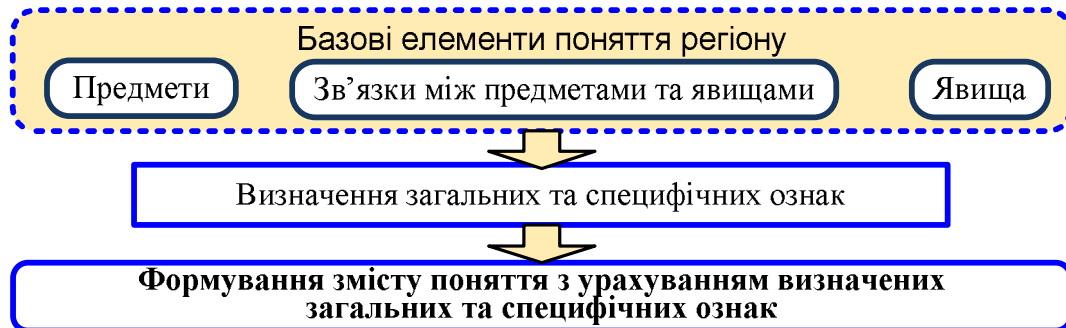 Базові елементи поняття регіону
Предмети
Зв’язки між предметами та явищами
Явища
Визначення загальних та специфічних ознак
Формування змісту поняття з урахуванням визначених
загальних та специфічних ознак